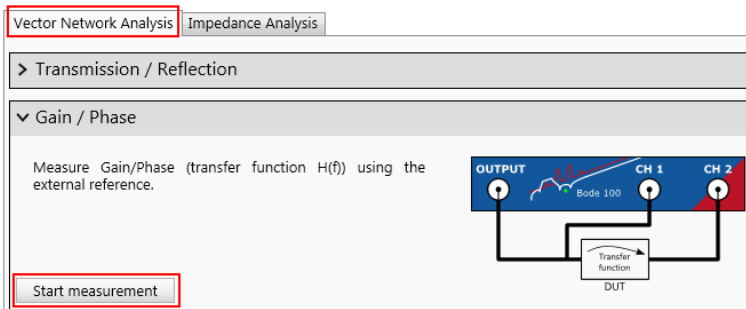 Vector Network Analysis Impedance Analysis
Transmission / Reflection
Gain / Phase
Measure Gain/Phase (transfer function H(f)) using the
external reference.
OUTPUT CH 1 CH 2
Bode 100
Transfer
function
DUT
Start measurement